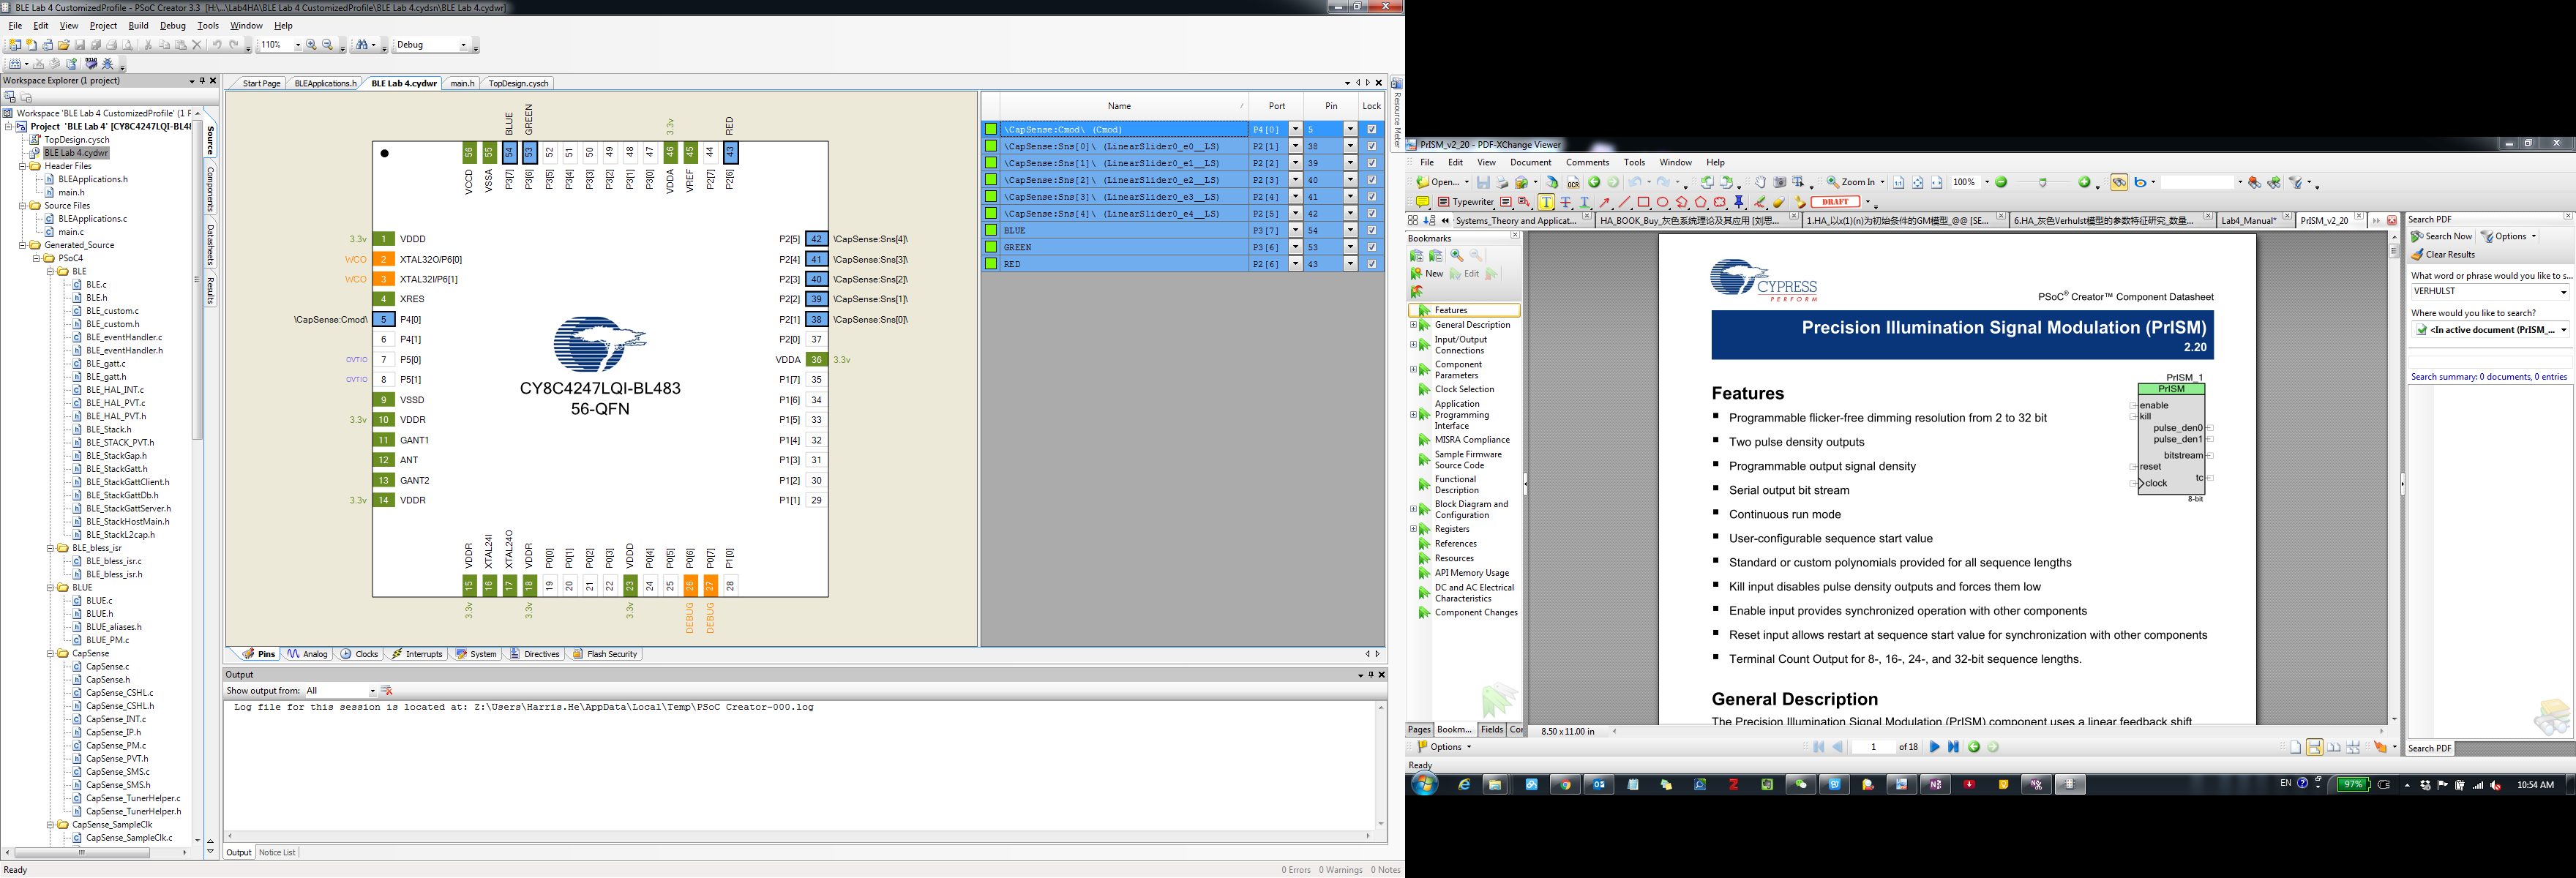 BLE Lab 4 CustomizedProfile - PSoC Creator 3.3 [H:\...\Lab4HA\BLE Lab 4 CustomizedProfile\BLE Lab 4.cydsn\BLE Lab 4.cydwr]
File Edit View Project Build Debug Tools Window Help
110% Debug
Workspace Explorer (1 project)
Workspace 'BLE Lab 4 CustomizedProfile' (1 P
Project 'BLE Lab 4' [CY8C4247LQI-BL48
TopDesign.cysch
BLE Lab 4.cydwr
Header Files
BLEApplications.h
main.h
Source Files
BLEApplications.c
main.c
Generated_Source
PSoC4
BLE
BLE.c
BLE.h
BLE_custom.c
BLE_custom.h
BLE_eventHandler.c
BLE_eventHandler.h
BLE_gatt.c
BLE_gatt.h
BLE_HAL_INT.c
BLE_HAL_PVT.c
BLE_HAL_PVT.h
BLE_Stack.h
BLE_STACK_PVT.h
BLE_StackGap.h
BLE_StackGatt.h
BLE_StackGattClient.h
BLE_StackGattDb.h
BLE_StackGattServer.h
BLE_StackHostMain.h
BLE_StackL2cap.h
BLE_bless_isr
BLE_bless_isr.c
BLE_bless_isr.h
BLUE
BLUE.c
BLUE.h
BLUE_aliases.h
BLUE_PM.c
CapSense
CapSense.c
CapSense.h
CapSense_CSHL.c
CapSense_CSHL.h
CapSense_INT.c
CapSense_IP.h
CapSense_PM.c
CapSense_PVT.h
CapSense_SMS.c
CapSense_SMS.h
CapSense_TunerHelper.c
CapSense_TunerHelper.h
CapSense_SampleClk
CapSense_SampleClk.c
Source
Components
Datasheets
Results
Start Page BLEApplications.h BLE Lab 4.cydwr main.h TopDesign.cysch
BLUE GREEN 3.3v RED
56 55 54 53 52 51 50 49 48 47 46 45 44 43
VCCD VSSA P3[7] P3[6] P3[5] P3[4] P3[3] P3[2] P3[1] P3[0] VDDA VREF P2[7] P2[6]
3.3v 1 VDDD
WCO 2 XTAL32O/P6[0]
WCO 3 XTAL32I/P6[1]
4 XRES
\CapSense:Cmod\ 5 P4[0]
6 P4[1]
OVTIO 7 P5[0]
OVTIO 8 P5[1]
9 VSSD
3.3v 10 VDDR
11 GANT1
12 ANT
13 GANT2
3.3v 14 VDDR
CY8C4247LQI-BL483
56-QFN
P2[5] 42 \CapSense:Sns[4]\
P2[4] 41 \CapSense:Sns[3]\
P2[3] 40 \CapSense:Sns[2]\
P2[2] 39 \CapSense:Sns[1]\
P2[1] 38 \CapSense:Sns[0]\
P2[0] 37
VDDA 36 3.3v
P1[7] 35
P1[6] 34
P1[5] 33
P1[4] 32
P1[3] 31
P1[2] 30
P1[1] 29
VDDR XTAL24I XTAL24O VDDR P0[0] P0[1] P0[2] P0[3] VDDD P0[4] P0[5] P0[6] P0[7] P1[0]
15 16 17 18 19 20 21 22 23 24 25 26 27 28
3.3v 3.3v 3.3v DEBUG DEBUG
Name Port Pin Lock
\CapSense:Cmod\ (Cmod) P4[0] 5
\CapSense:Sns[0]\ (LinearSlider0_e0__LS) P2[1] 38
\CapSense:Sns[1]\ (LinearSlider0_e1__LS) P2[2] 39
\CapSense:Sns[2]\ (LinearSlider0_e2__LS) P2[3] 40
\CapSense:Sns[3]\ (LinearSlider0_e3__LS) P2[4] 41
\CapSense:Sns[4]\ (LinearSlider0_e4__LS) P2[5] 42
BLUE P3[7] 54
GREEN P3[6] 53
RED P2[6] 43
Resource Meter
Pins Analog Clocks Interrupts System Directives Flash Security
Output
Show output from: All
Log file for this session is located at: Z:\Users\Harris.He\AppData\Local\Temp\PSoC Creator-000.log
Output Notice List
Ready
0 Errors 0 Warnings 0 Notes
PrISM_v2_20 - PDF-XChange Viewer
File Edit View Document Comments Tools Window Help
Open... OCR Zoom In 100%
Typewriter DRAFT
Systems_Theory and Applicat... HA_BOOK_Buy_灰色系统理论及其应用 [刘思... 1.HA_以x(1)(n)为初始条件的GM模型_@@ [SE... 6.HA_灰色Verhulst模型的参数特征研究_数量... Lab4_Manual* PrISM_v2_20
Bookmarks
New Edit
Features
General Description
Input/Output
Connections
Component
Parameters
Clock Selection
Application
Programming
Interface
MISRA Compliance
Sample Firmware
Source Code
Functional
Description
Block Diagram and
Configuration
Registers
References
Resources
API Memory Usage
DC and AC Electrical
Characteristics
Component Changes
Pages Bookm... Fields Cor
CYPRESS
PERFORM
PSoC® Creator™ Component Datasheet
Precision Illumination Signal Modulation (PrISM)
2.20
Features
Programmable flicker-free dimming resolution from 2 to 32 bit
Two pulse density outputs
Programmable output signal density
Serial output bit stream
Continuous run mode
User-configurable sequence start value
Standard or custom polynomials provided for all sequence lengths
Kill input disables pulse density outputs and forces them low
Enable input provides synchronized operation with other components
Reset input allows restart at sequence start value for synchronization with other components
Terminal Count Output for 8-, 16-, 24-, and 32-bit sequence lengths.
PrISM_1
PrISM
enable
kill
pulse_den0
pulse_den1
bitstream
reset
tc
clock
8-bit
General Description
The Precision Illumination Signal Modulation (PrISM) component uses a linear feedback shift
8.50 x 11.00 in
Options 1 of 18
Ready
Search PDF
Search Now Options
Clear Results
What word or phrase would you like to s...
VERHULST
Where would you like to search?
<In active document (PrISM_...
Search summary: 0 documents, 0 entries
Search PDF
EN 97% 10:54 AM